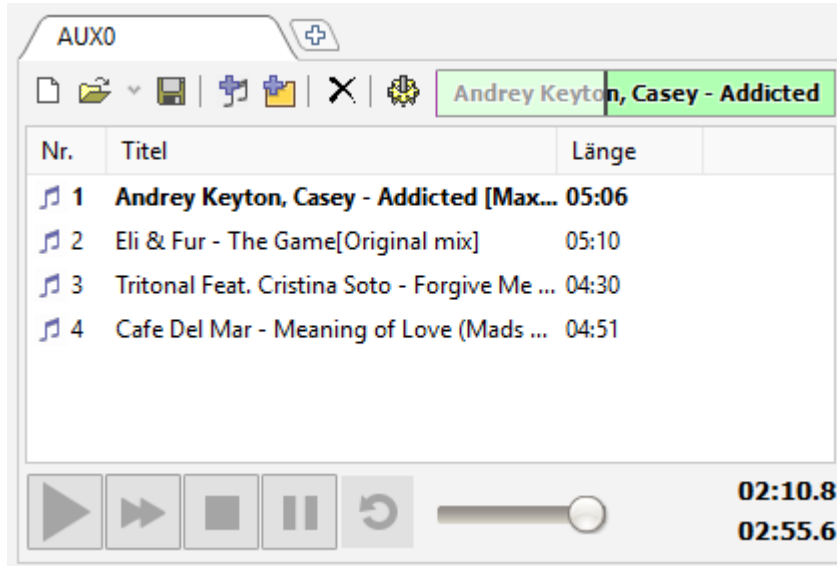 AUX0
Andrey Keyton, Casey - Addicted
Nr. Titel Länge
1 Andrey Keyton, Casey - Addicted [Max... 05:06
2 Eli & Fur - The Game[Original mix] 05:10
3 Tritonal Feat. Cristina Soto - Forgive Me ... 04:30
4 Cafe Del Mar - Meaning of Love (Mads ... 04:51
02:10.8
02:55.6